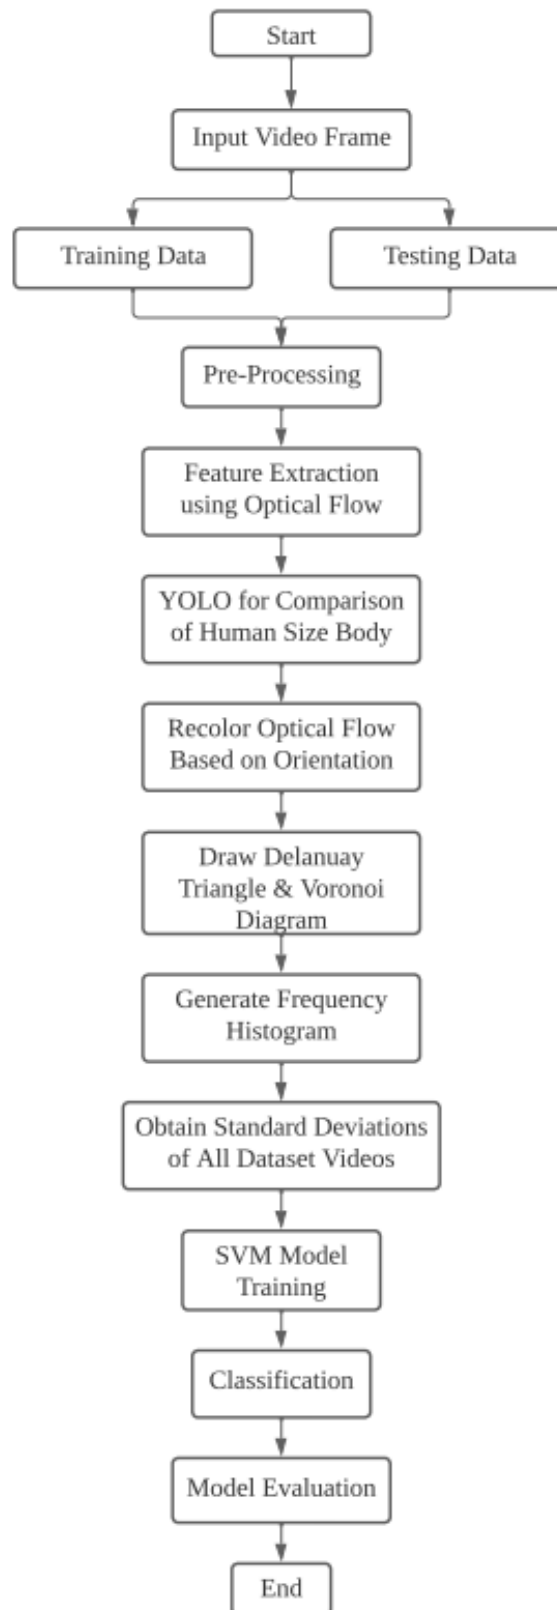 Start
Input Video Frame
Training Data
Testing Data
Pre-Processing
Feature Extraction
using Optical Flow
YOLO for Comparison
of Human Size Body
Recolor Optical Flow
Based on Orientation
Draw Delanuay
Triangle & Voronoi
Diagram
Generate Frequency
Histogram
Obtain Standard Deviations
of All Dataset Videos
SVM Model
Training
Classification
Model Evaluation
End